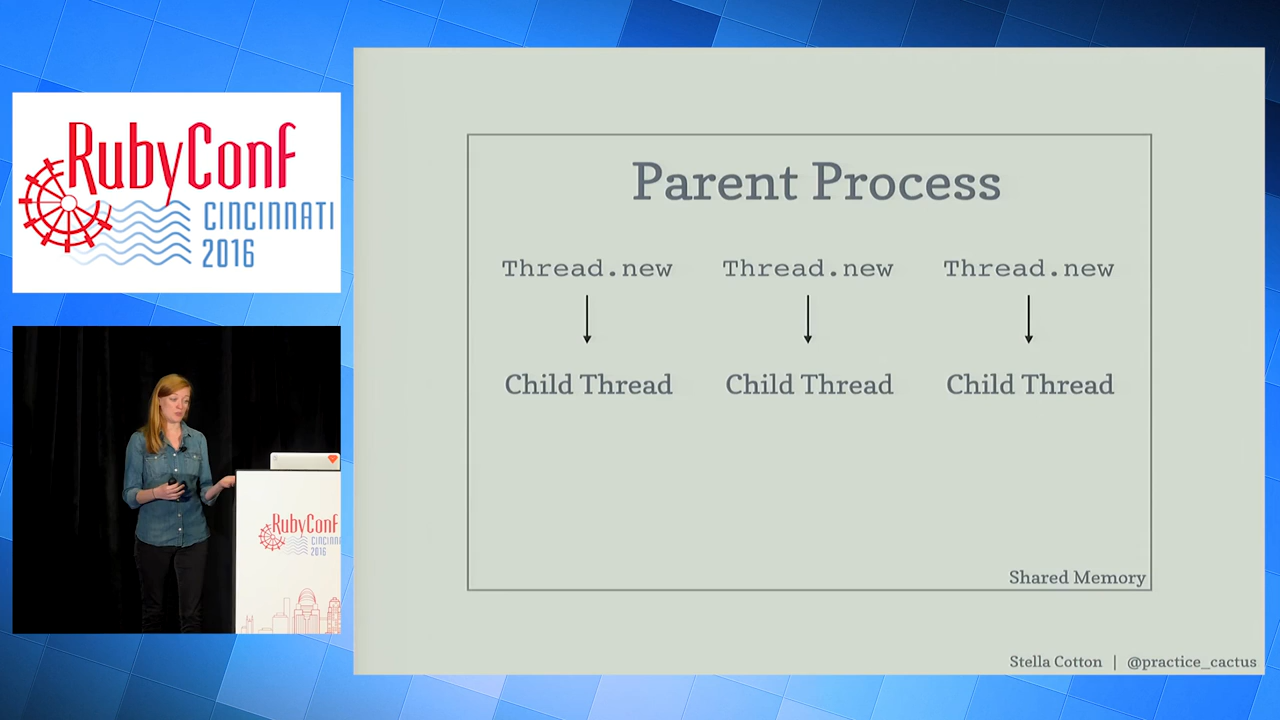 RubyConf
CINCINNATI
2016
RubyConf
2016
Parent Process
Thread.new Thread.new Thread.new
Child Thread Child Thread Child Thread
Shared Memory
Stella Cotton | @practice_cactus